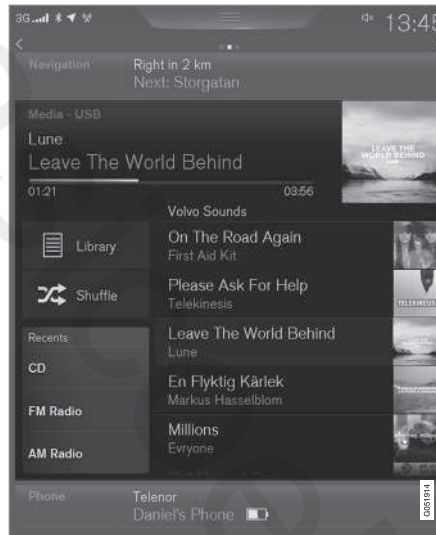 3G
13:45
Navigation
Right in 2 km
Next: Storgatan
Media - USB
Lune
Leave The World Behind
01:21
03:56
LEAVE THE
WORLD BEHIND
Volvo Sounds
Library
On The Road Again
First Aid Kit
Shuffle
Please Ask For Help
Telekinesis
TELEKINESIS
Recents
Leave The World Behind
Lune
CD
En Flyktig Kärlek
Markus Hasselblom
FM Radio
Millions
Evryone
AM Radio
Phone
Telenor
Daniel's Phone
G051914